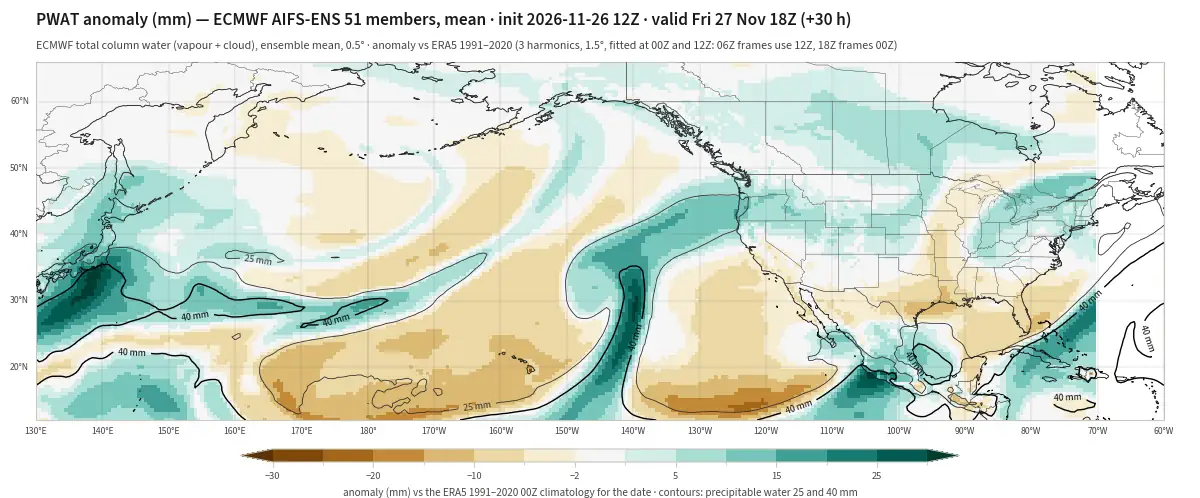 PWAT anomaly (mm) — ECMWF AIFS-ENS 51 members, mean · init 2026-11-26 12Z · valid Fri 27 Nov 18Z (+30 h)
ECMWF total column water (vapour + cloud), ensemble mean, 0.5° · anomaly vs ERA5 1991–2020 (3 harmonics, 1.5°, fitted at 00Z and 12Z: 06Z frames use 12Z, 18Z frames 00Z)
60°N
50°N
40°N
25 mm
30°N
40 mm
40 mm
40 mm
40 mm
40 mm
40 mm
40 mm
20°N
25 mm
40 mm
40 mm
130°E 140°E 150°E 160°E 170°E 180° 170°W 160°W 150°W 140°W 130°W 120°W 110°W 100°W 90°W 80°W 70°W 60°W
−30 −20 −10 −2 5 15 25
anomaly (mm) vs the ERA5 1991–2020 00Z climatology for the date · contours: precipitable water 25 and 40 mm